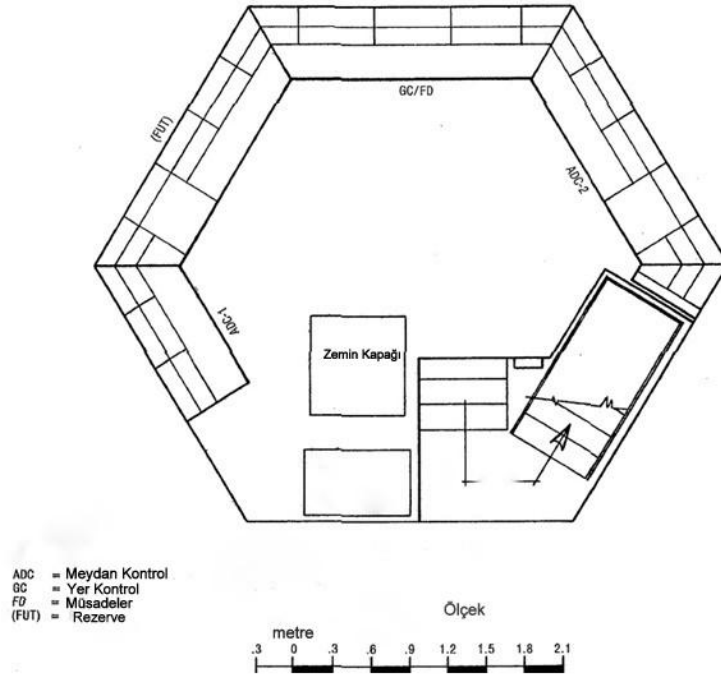 GC/FD
(FUT)
ADC-2
ADC-1
Zemin Kapağı
ADC = Meydan Kontrol
GC = Yer Kontrol
FD = Müsadeler
(FUT) = Rezerve
Ölçek
metre
.3 0 .3 .6 .9 1.2 1.5 1.8 2.1